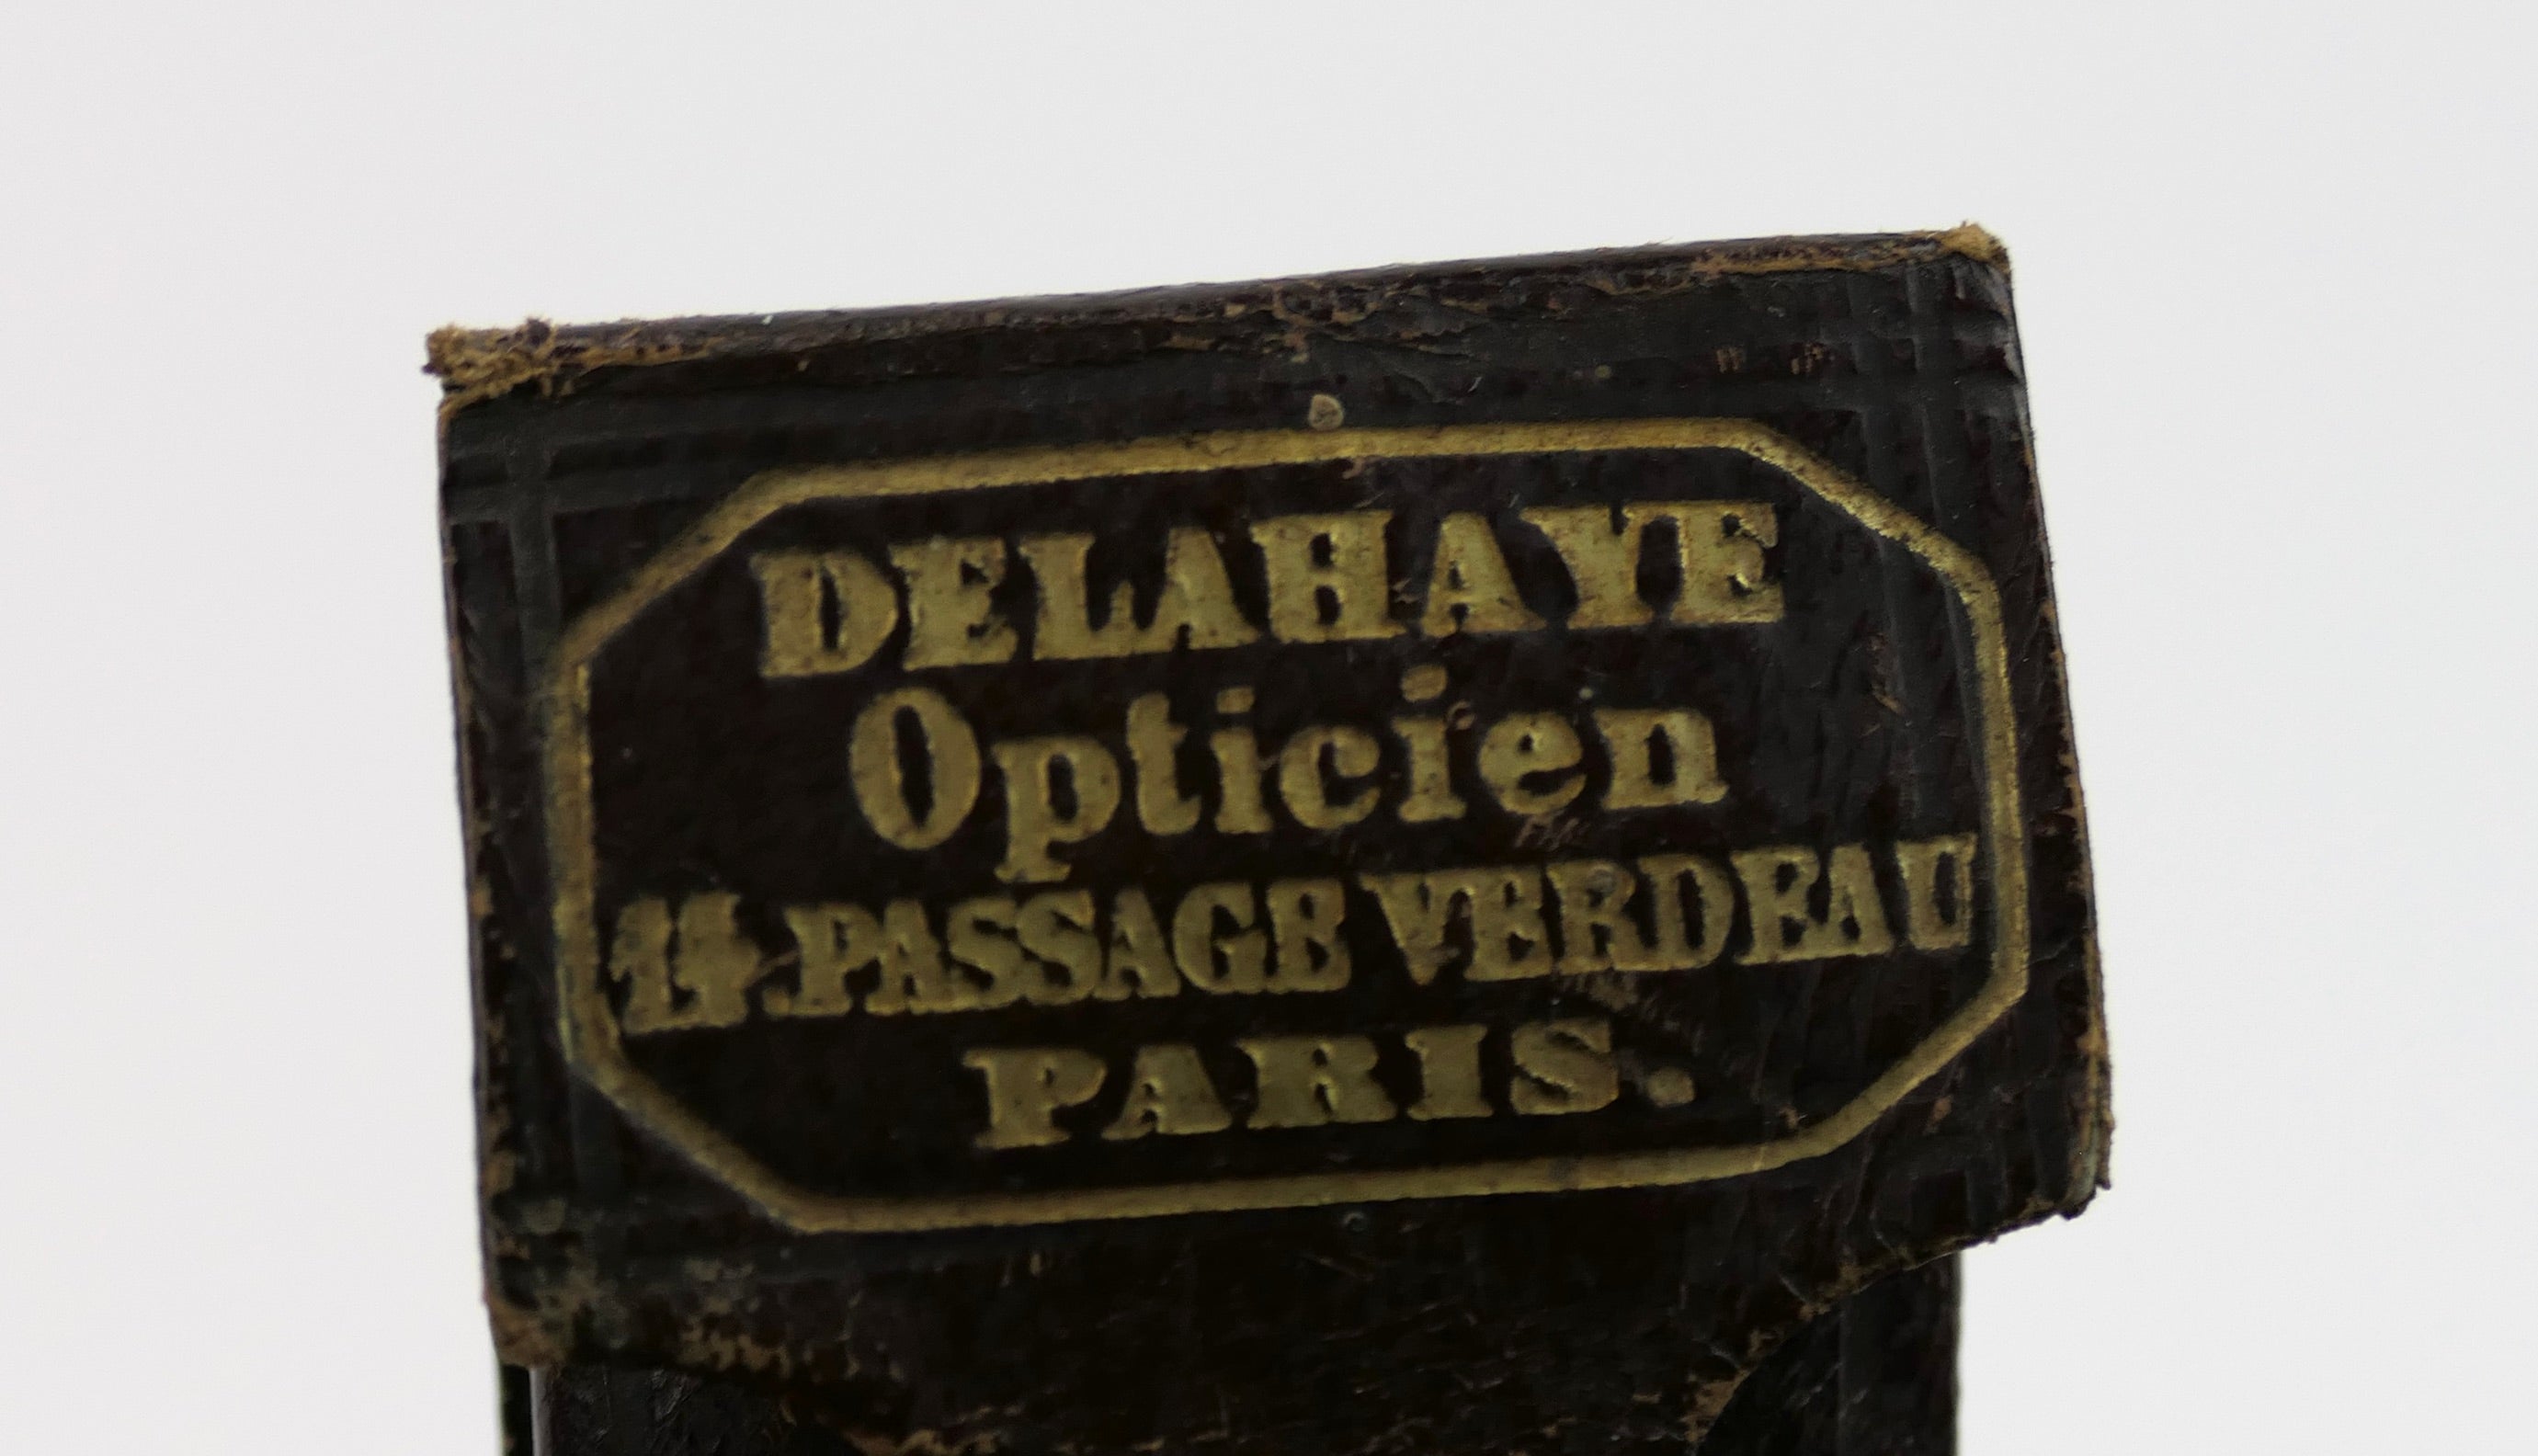 DELAHAYE
Opticien
14. PASSAGE VERDEAU
PARIS.